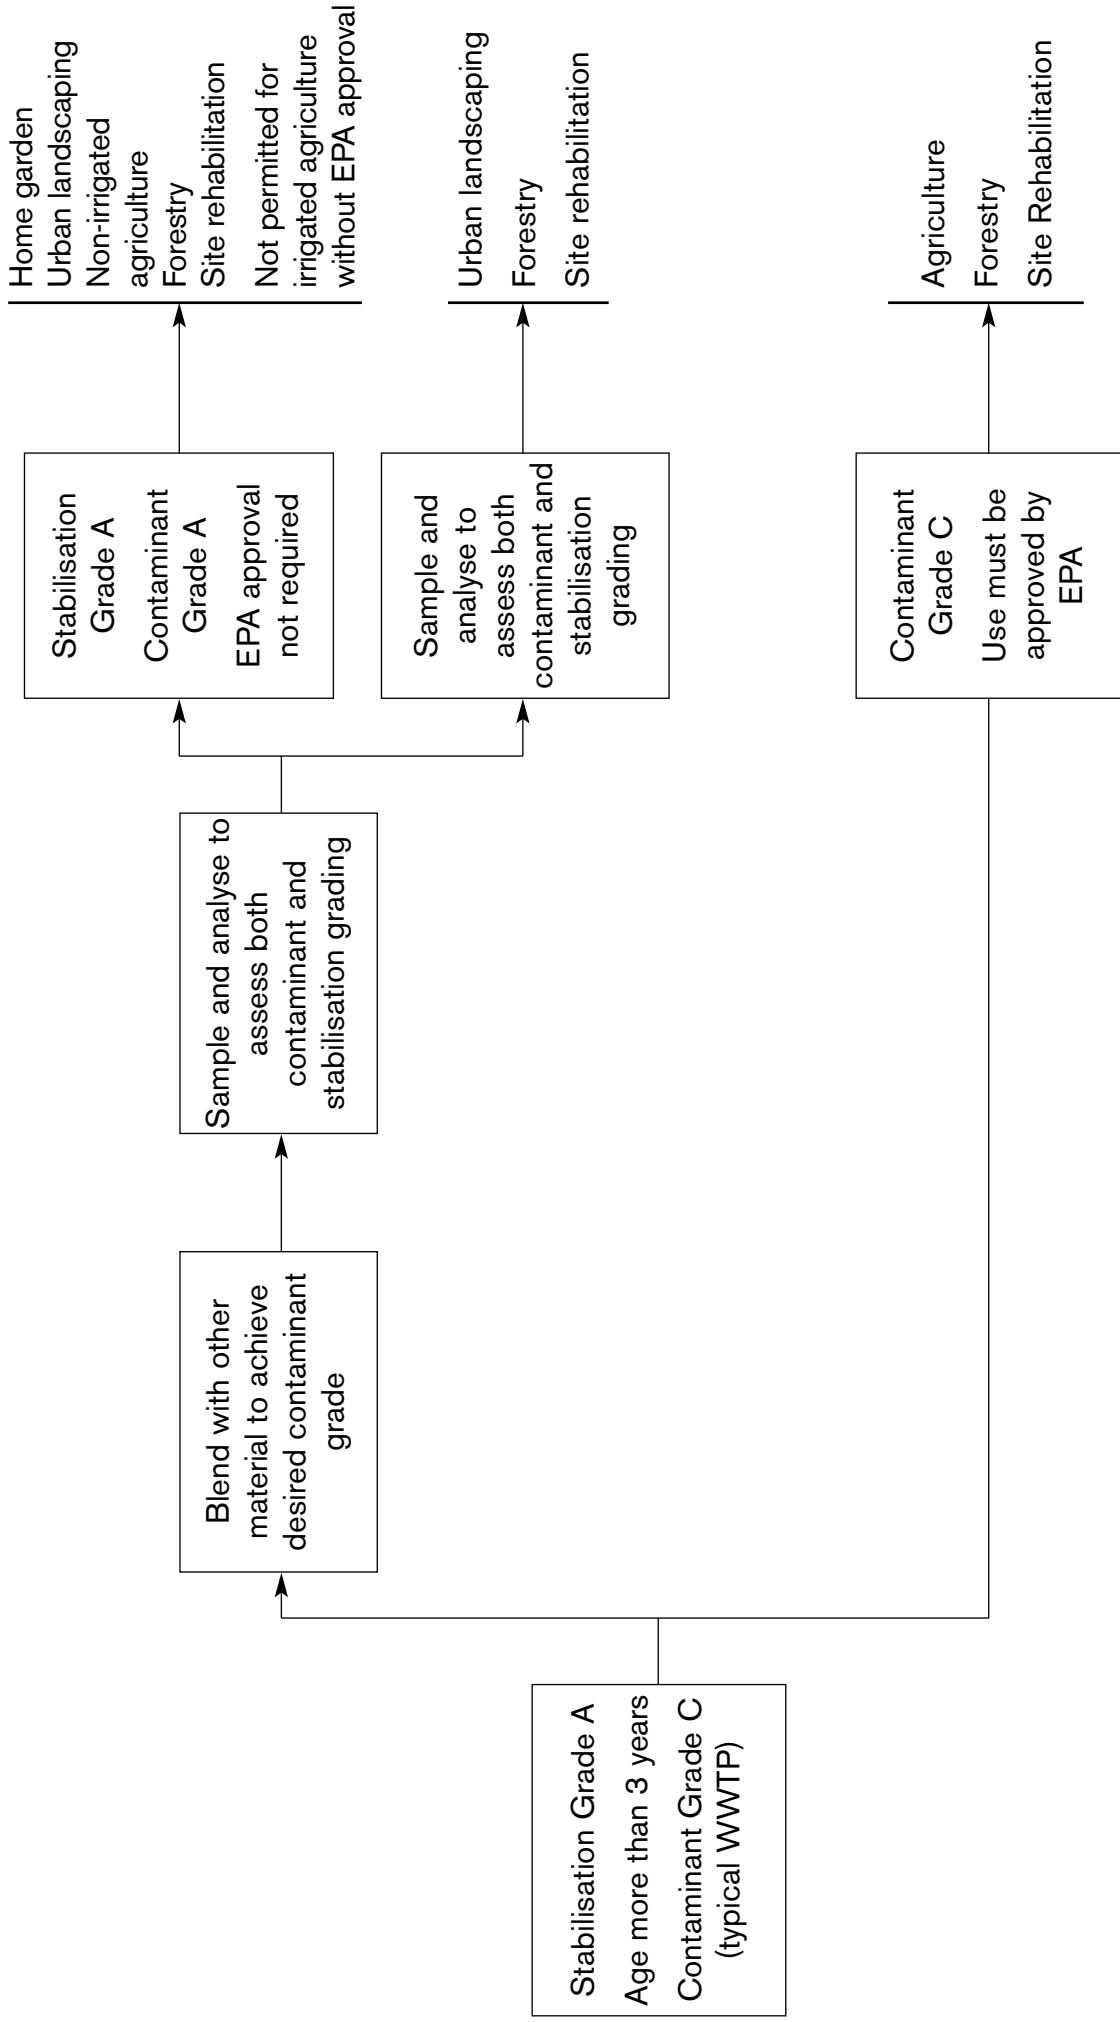 Stabilisation Grade A
Age more than 3 years
Contaminant Grade C
(typical WWTP)
Blend with other
material to achieve
desired contaminant
grade
Sample and analyse to
assess both
contaminant and
stabilisation grading
Stabilisation
Grade A
Contaminant
Grade A
EPA approval
not required
Home garden
Urban landscaping
Non-irrigated
agriculture
Forestry
Site rehabilitation
Not permitted for
irrigated agriculture
without EPA approval
Sample and
analyse to
assess both
contaminant and
stabilisation
grading
Urban landscaping
Forestry
Site rehabilitation
Contaminant
Grade C
Use must be
approved by
EPA
Agriculture
Forestry
Site Rehabilitation